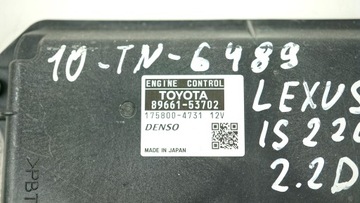 10-TN-6489
ENGINE CONTROL
TOYOTA
89661-53702
175800-4731 12V
DENSO
MADE IN JAPAN
LEXUS
IS 220
2.2D
>PBT